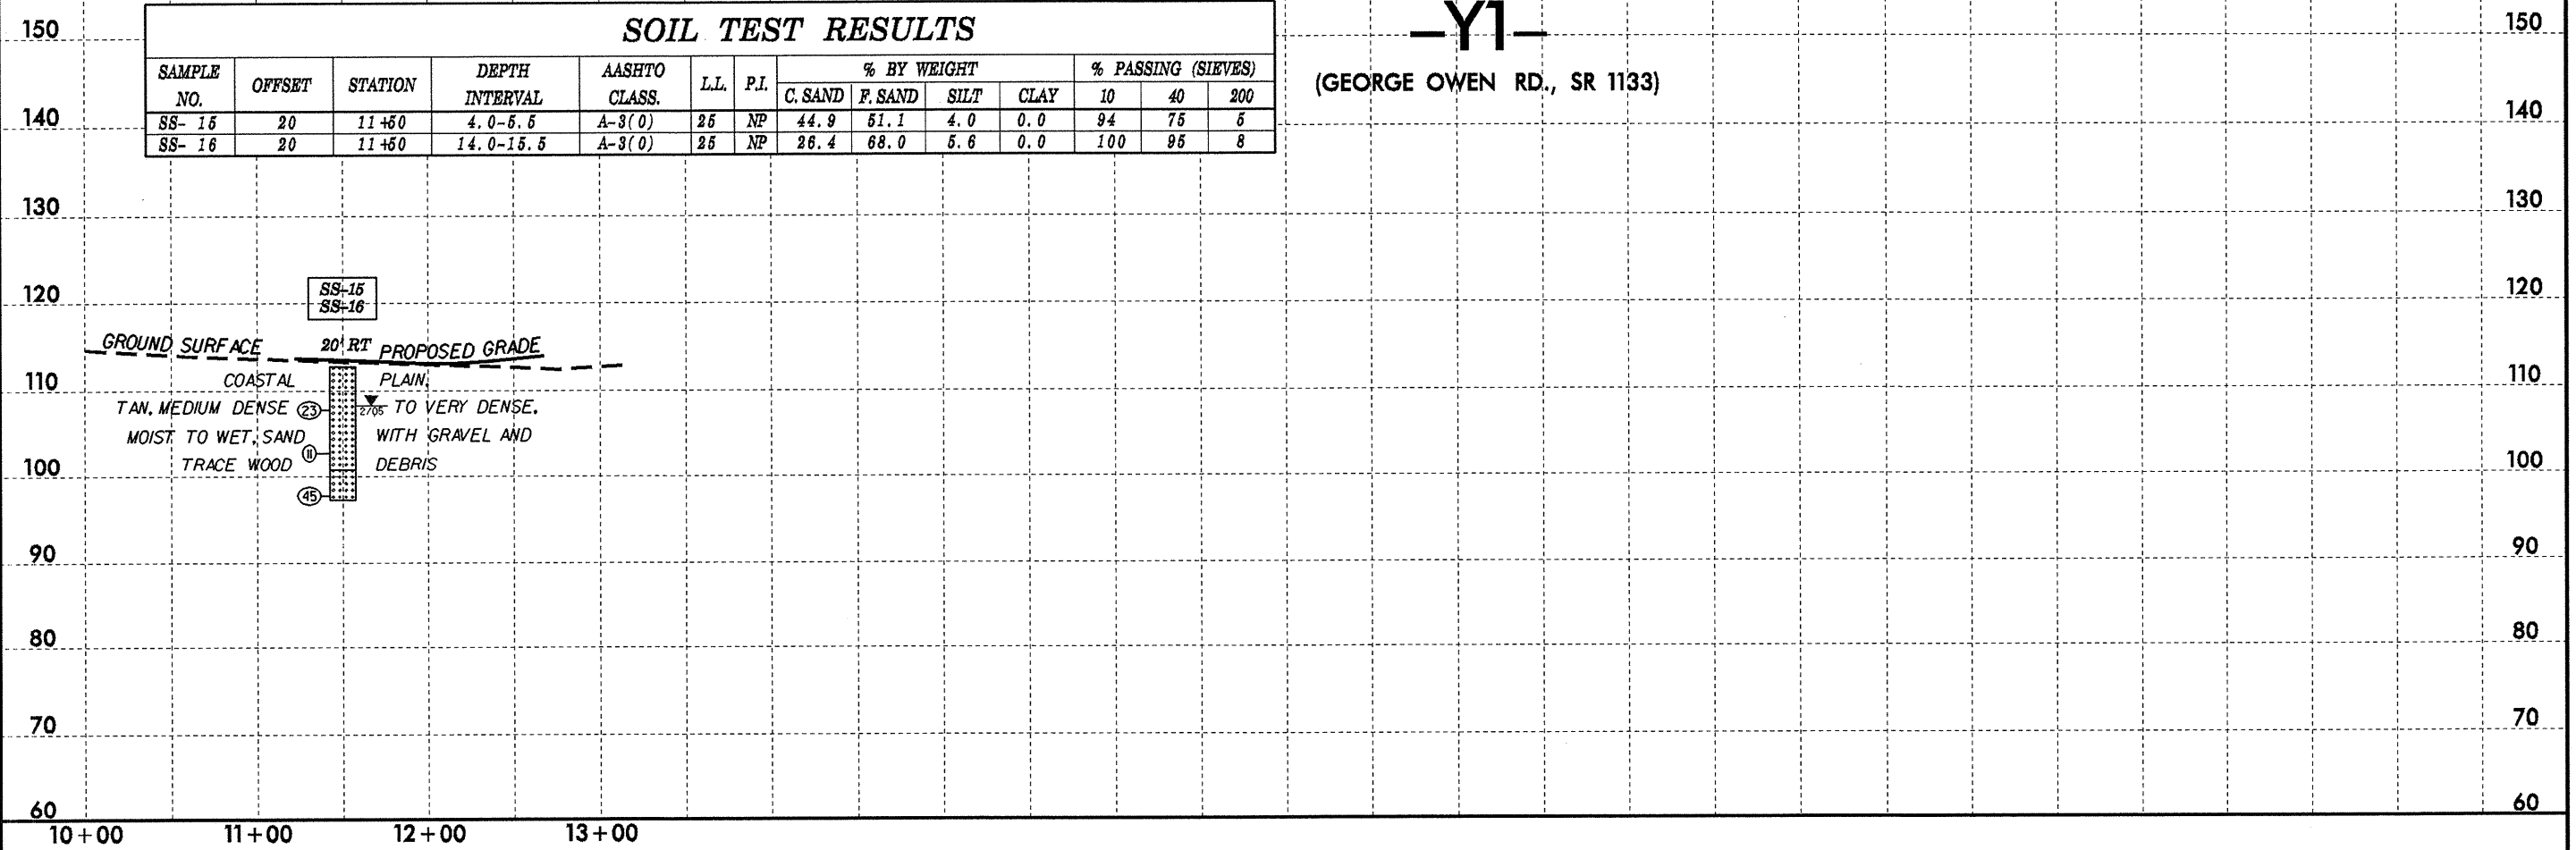 SOIL TEST RESULTS
SAMPLE NO. OFFSET STATION DEPTH INTERVAL AASHTO CLASS. L.L. P.I. % BY WEIGHT % PASSING (SIEVES)
C. SAND F. SAND SILT CLAY 10 40 200
SS- 15 20 11+50 4.0-5.5 A-3(0) 25 NP 44.9 51.1 4.0 0.0 94 75 5
SS- 16 20 11+50 14.0-15.5 A-3(0) 25 NP 26.4 68.0 5.6 0.0 100 95 8
-Y1-
(GEORGE OWEN RD., SR 1133)
150 150
140 140
130 130
120 120
110 110
100 100
90 90
80 80
70 70
60 60
SS-15
SS-16
GROUND SURFACE 20' RT PROPOSED GRADE
COASTAL PLAIN,
TAN, MEDIUM DENSE 23 2/05 TO VERY DENSE,
MOIST TO WET, SAND WITH GRAVEL AND
11
TRACE WOOD DEBRIS
45
10+00 11+00 12+00 13+00